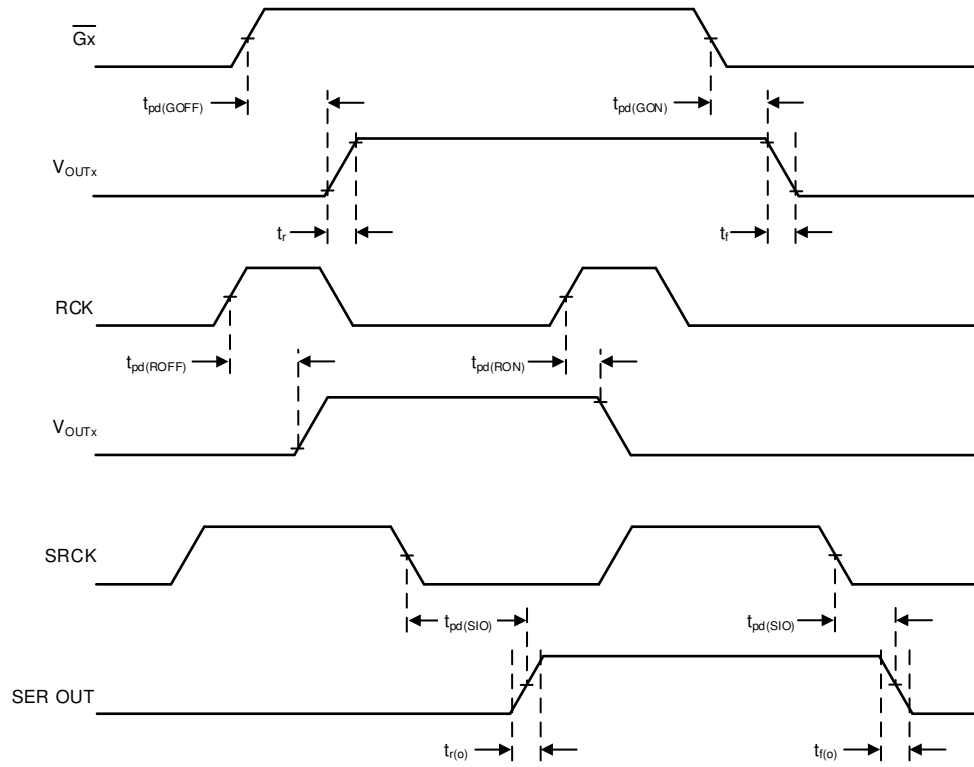 G̅x̅
tpd(GOFF)
tpd(GON)
VOUTx
tr
tf
RCK
tpd(ROFF)
tpd(RON)
VOUTx
SRCK
tpd(SIO)
tpd(SIO)
SER OUT
tr(o)
tf(o)